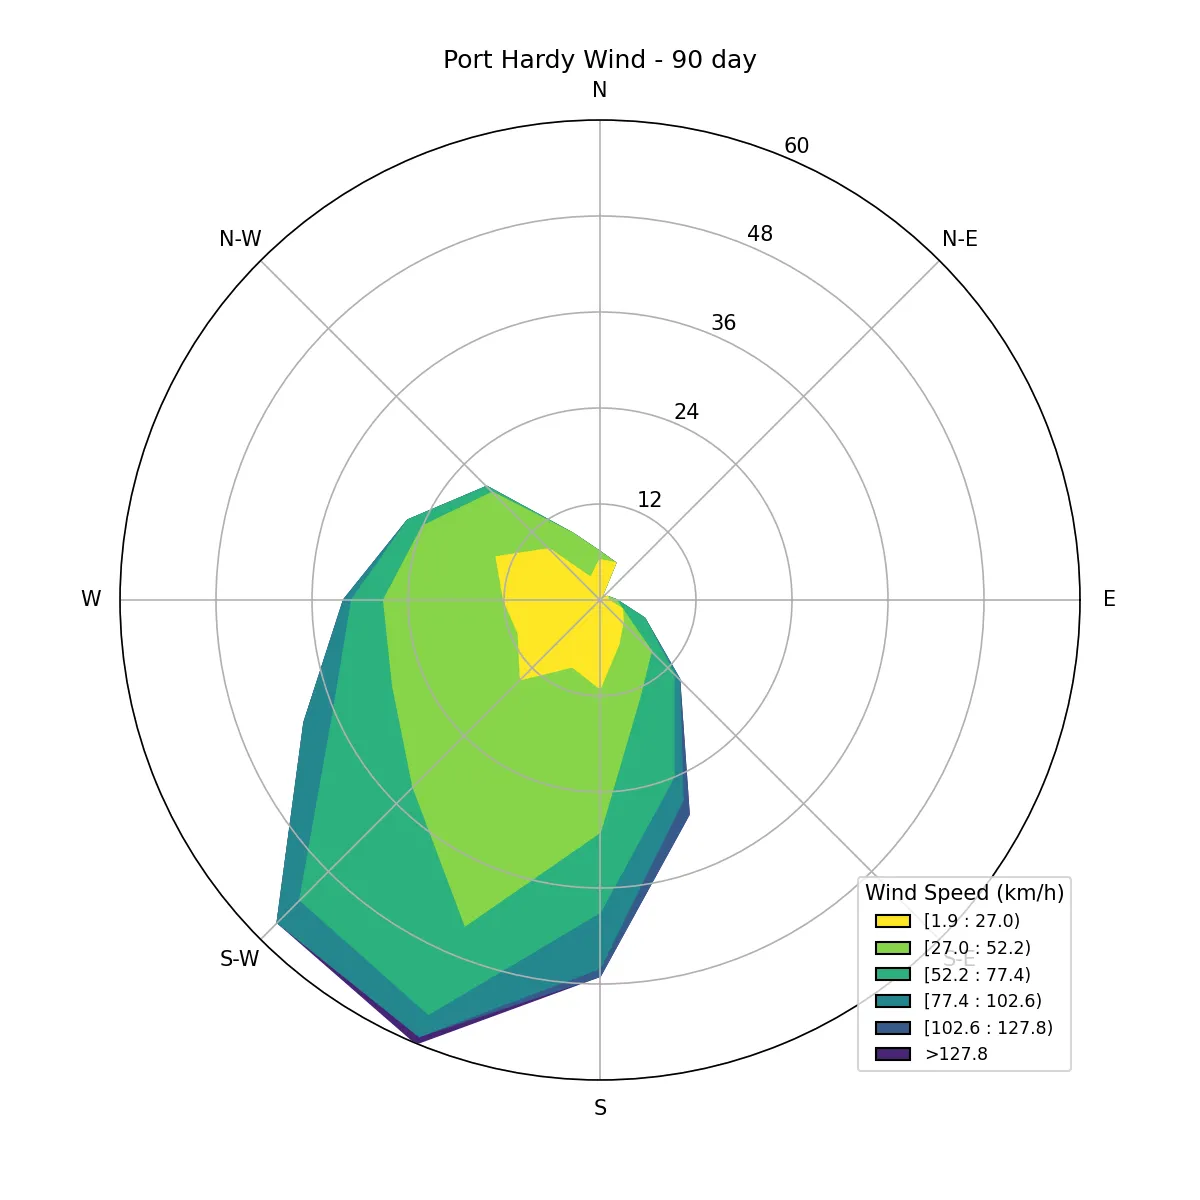 Port Hardy Wind - 90 day
N
60
N-W
N-E
48
36
24
12
W
E
S-W
S-E
S
Wind Speed (km/h)
[1.9 : 27.0)
[27.0 : 52.2)
[52.2 : 77.4)
[77.4 : 102.6)
[102.6 : 127.8)
>127.8